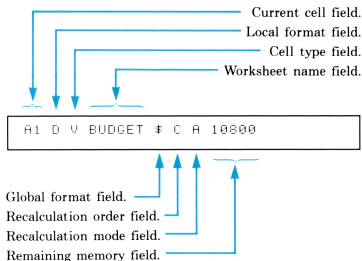 Current cell field.
Local format field.
Cell type field.
Worksheet name field.
A1 D V BUDGET $ C A 10800
Global format field.
Recalculation order field.
Recalculation mode field.
Remaining memory field.